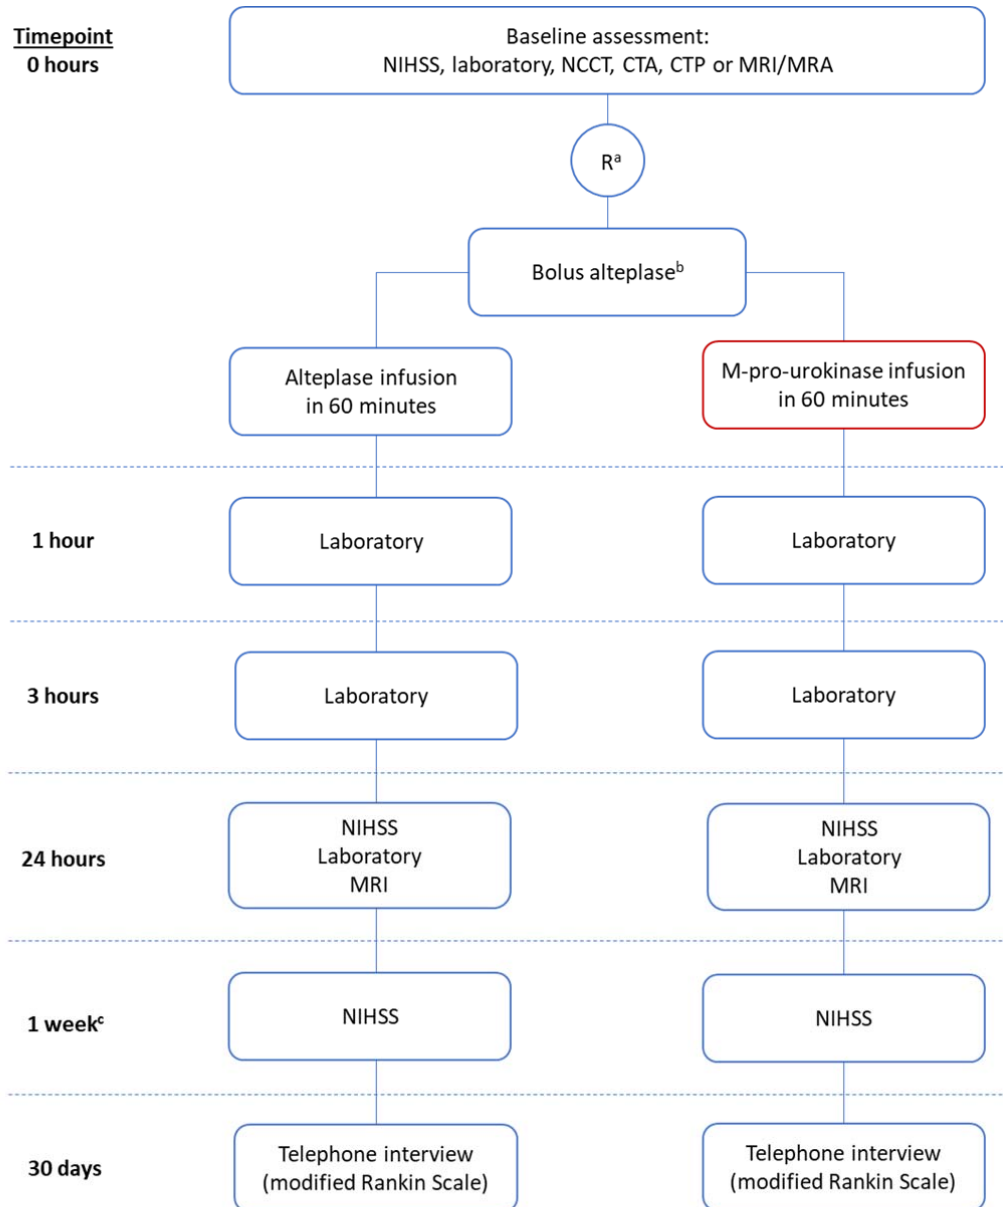 Timepoint
0 hours
Baseline assessment:
NIHSS, laboratory, NCCT, CTA, CTP or MRI/MRA
Rᵃ
Bolus alteplaseᵇ
Alteplase infusion
in 60 minutes
M-pro-urokinase infusion
in 60 minutes
1 hour
Laboratory
Laboratory
3 hours
Laboratory
Laboratory
24 hours
NIHSS
Laboratory
MRI
NIHSS
Laboratory
MRI
1 weekᶜ
NIHSS
NIHSS
30 days
Telephone interview
(modified Rankin Scale)
Telephone interview
(modified Rankin Scale)